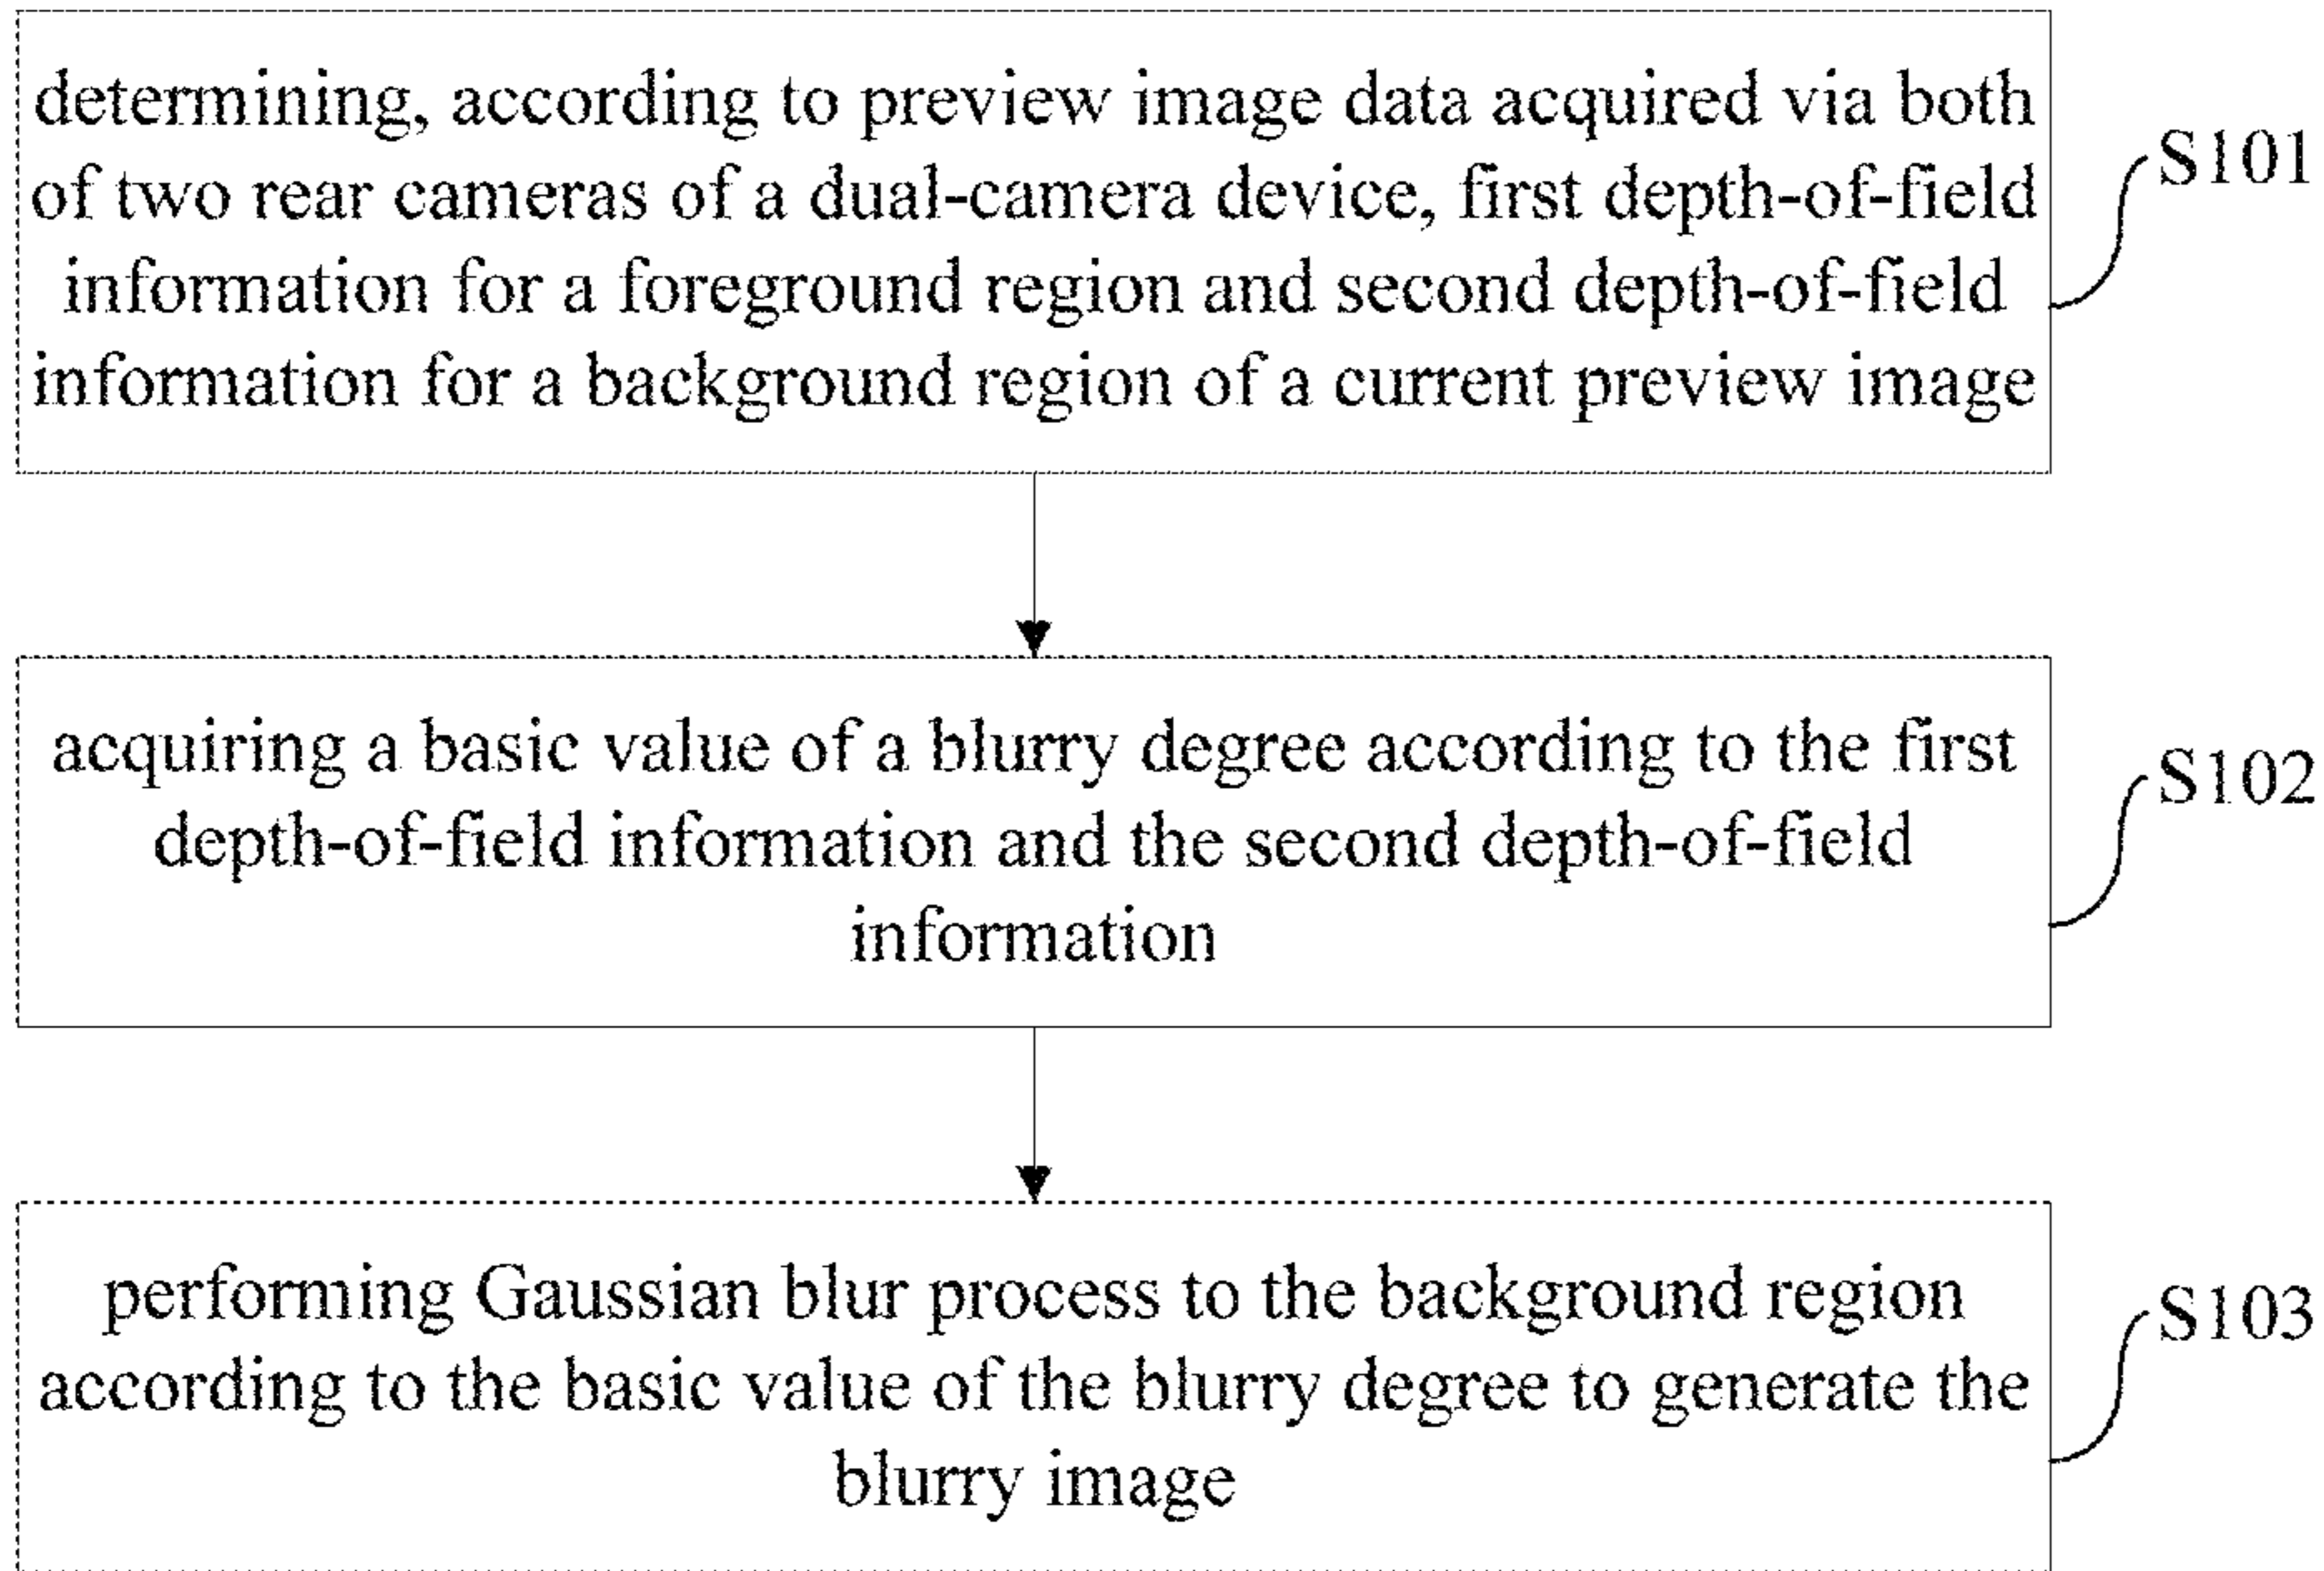 determining, according to preview image data acquired via both
of two rear cameras of a dual-camera device, first depth-of-field
information for a foreground region and second depth-of-field
information for a background region of a current preview image
S101
acquiring a basic value of a blurry degree according to the first
depth-of-field information and the second depth-of-field
information
S102
performing Gaussian blur process to the background region
according to the basic value of the blurry degree to generate the
blurry image
S103